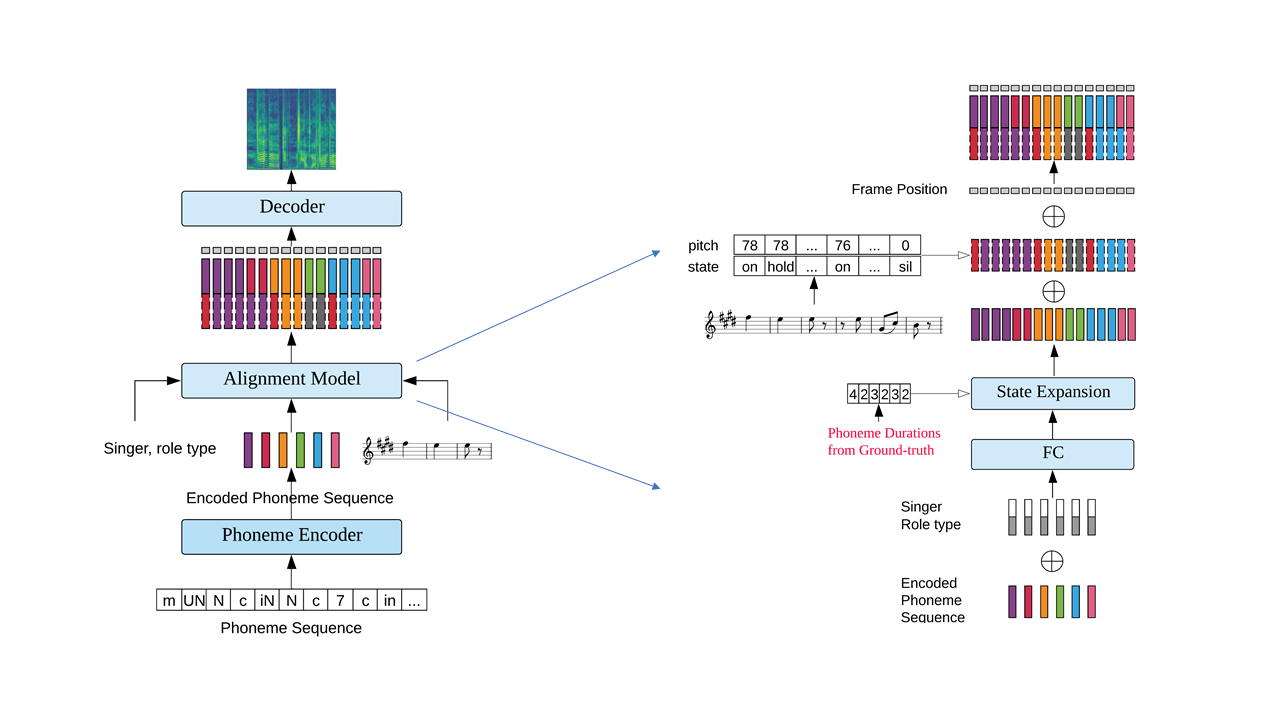 Decoder
Alignment Model
Singer, role type
Encoded Phoneme Sequence
Phoneme Encoder
m UN N c iN N c 7 c in ...
Phoneme Sequence
Frame Position
pitch 78 78 ... 76 ... 0
state on hold ... on ... sil
4 2 3 2 3 2
State Expansion
Phoneme Durations
from Ground-truth
FC
Singer
Role type
Encoded
Phoneme
Sequence